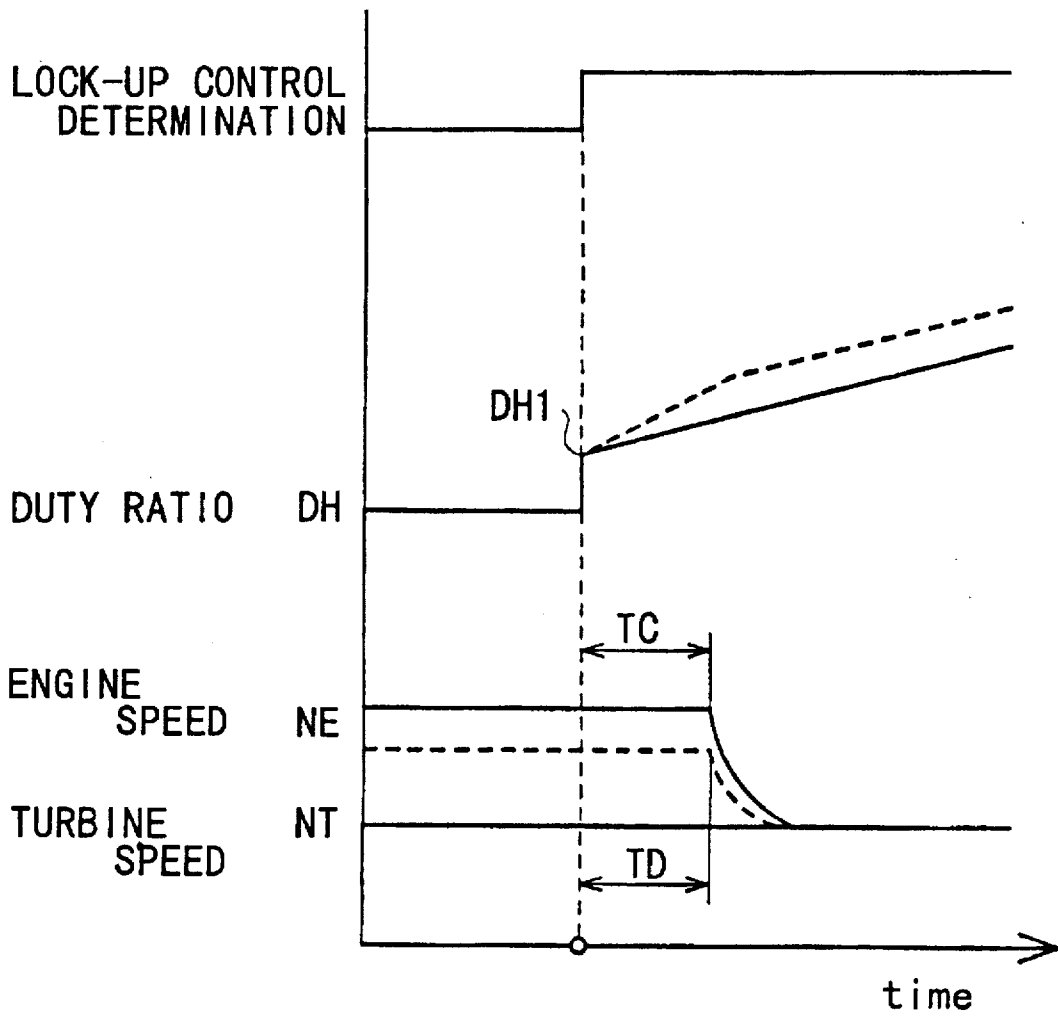 LOCK-UP CONTROL
DETERMINATION
DH1
DUTY RATIO DH
TC
ENGINE
SPEED NE
TURBINE NT
SPEED
TD
time